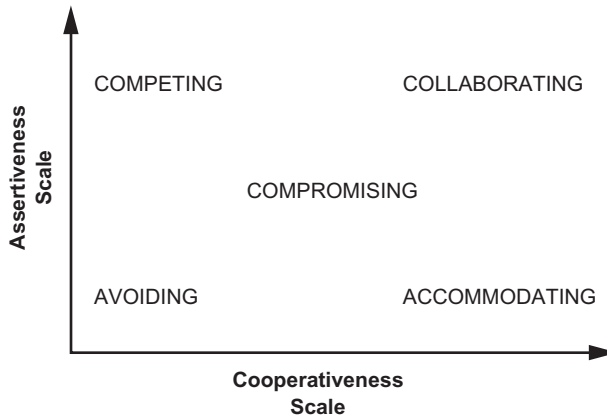 COMPETING
COLLABORATING
COMPROMISING
AVOIDING
ACCOMMODATING
Assertiveness
Scale
Cooperativeness
Scale